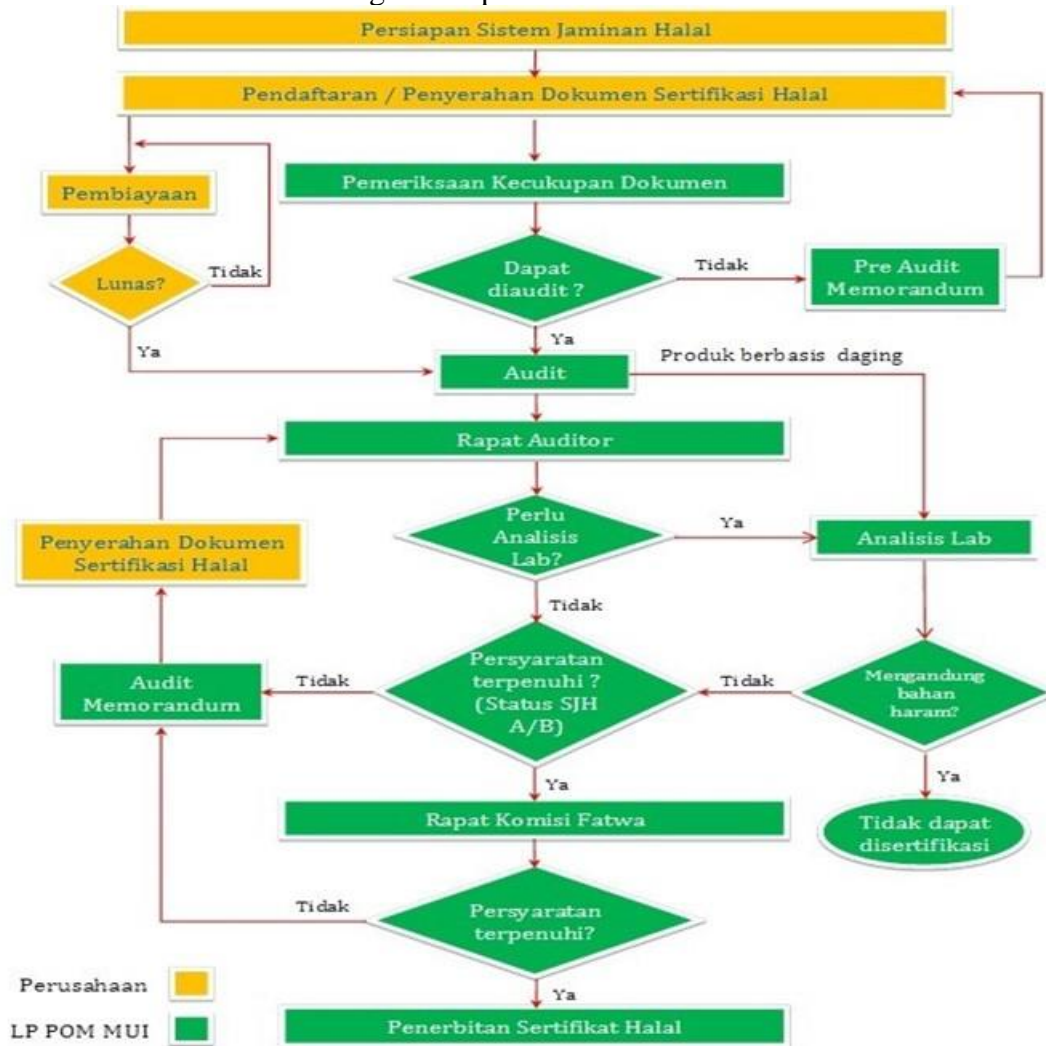 Persiapan Sistem Jaminan Halal
Pendaftaran / Penyerahan Dokumen Sertifikasi Halal
Pembiayaan
Pemeriksaan Kecukupan Dokumen
Lunas?
Tidak
Dapat
diaudit ?
Tidak
Pre Audit
Memorandum
Ya
Ya
Produk berbasis daging
Audit
Rapat Auditor
Perlu
Analisis
Lab?
Ya
Analisis Lab
Penyerahan Dokumen
Sertifikasi Halal
Tidak
Audit
Memorandum
Tidak
Persyaratan
terpenuhi ?
(Status SJH
A/B)
Tidak
Mengandung
bahan
haram?
Ya
Ya
Rapat Komisi Fatwa
Tidak dapat
disertifikasi
Tidak
Persyaratan
terpenuhi?
Ya
Penerbitan Sertifikat Halal
Perusahaan
LP POM MUI